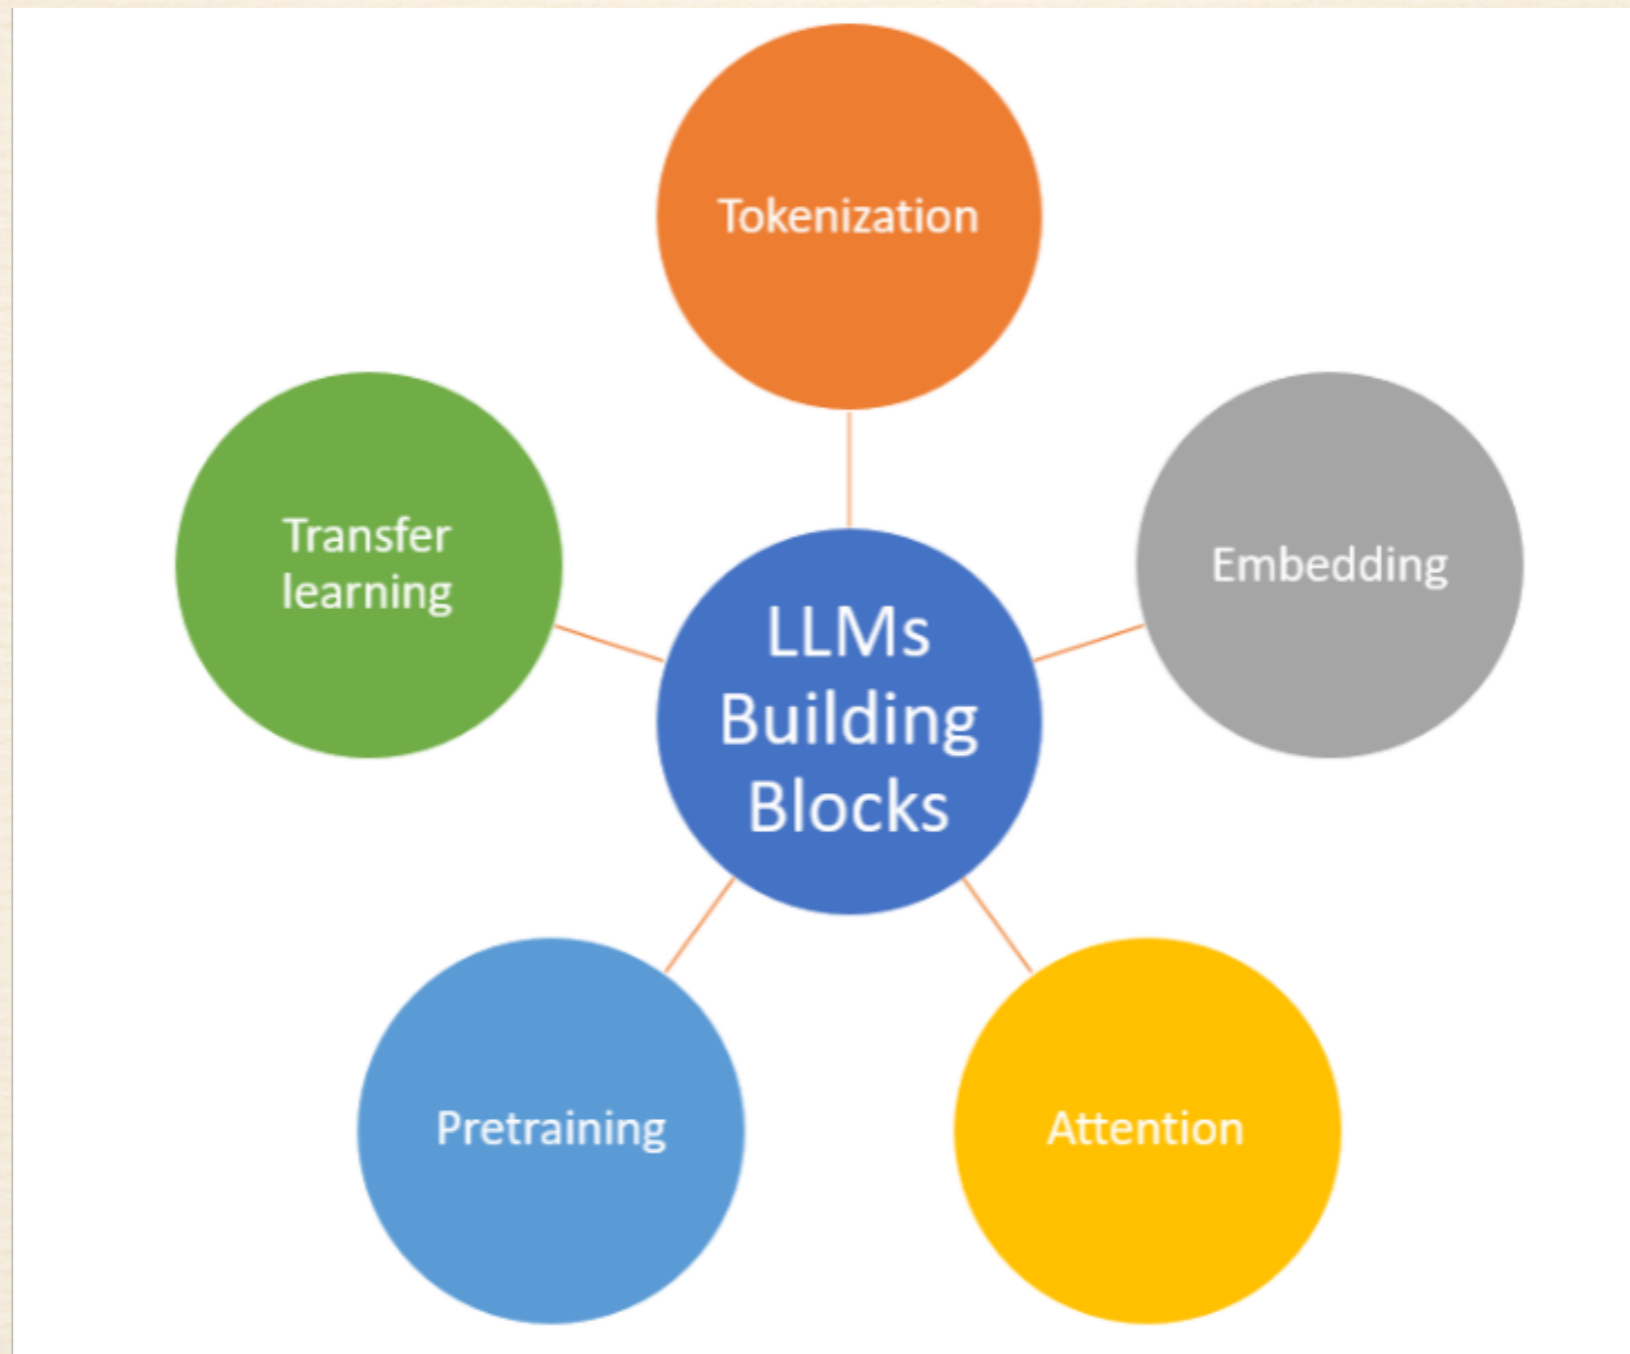 Tokenization
Transfer
learning
Embedding
LLMs
Building
Blocks
Pretraining
Attention